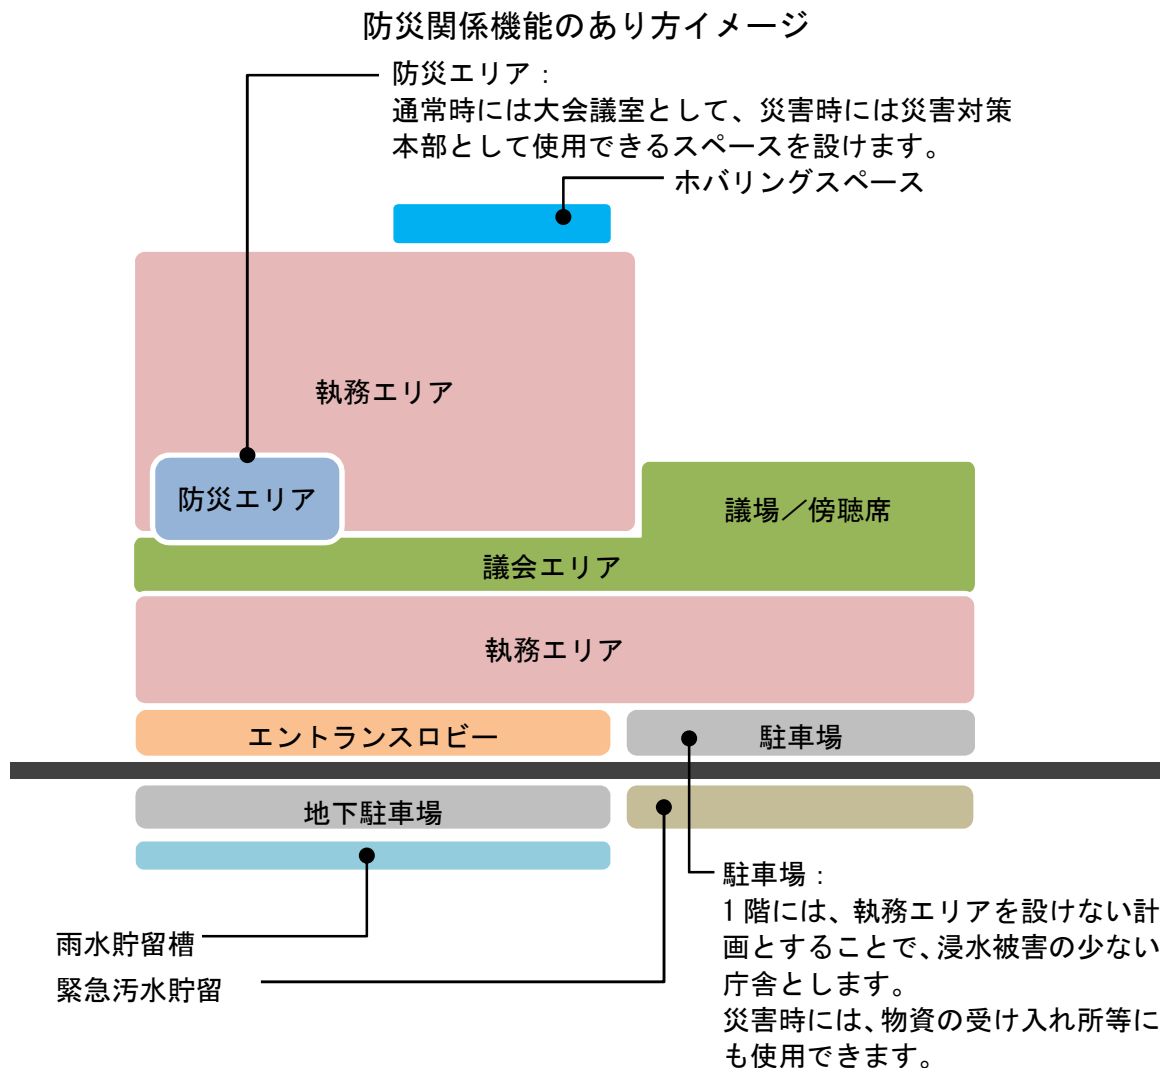 防災関係機能のあり方イメージ
防災エリア：
通常時には大会議室として、災害時には災害対策
本部として使用できるスペースを設けます。
ホバリングスペース
執務エリア
防災エリア
議場／傍聴席
議会エリア
執務エリア
エントランスロビー
駐車場
地下駐車場
雨水貯留槽
緊急汚水貯留
駐車場：
1階には、執務エリアを設けない計
画とすることで、浸水被害の少ない
庁舎とします。
災害時には、物資の受け入れ所等に
も使用できます。